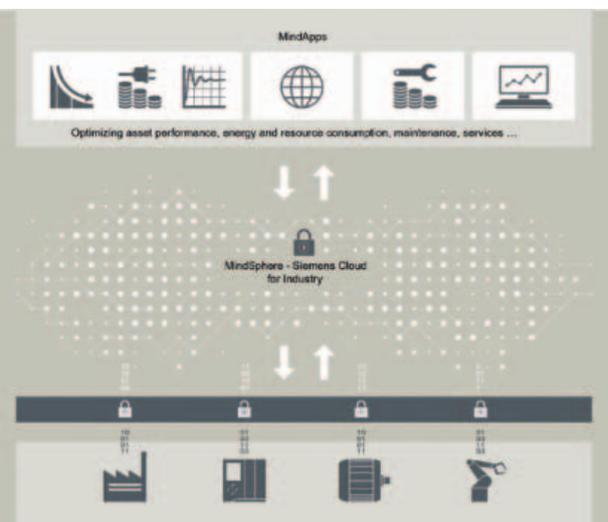 MindApps
Optimizing asset performance, energy and resource consumption, maintenance, services ...
MindSphere - Siemens Cloud
for Industry